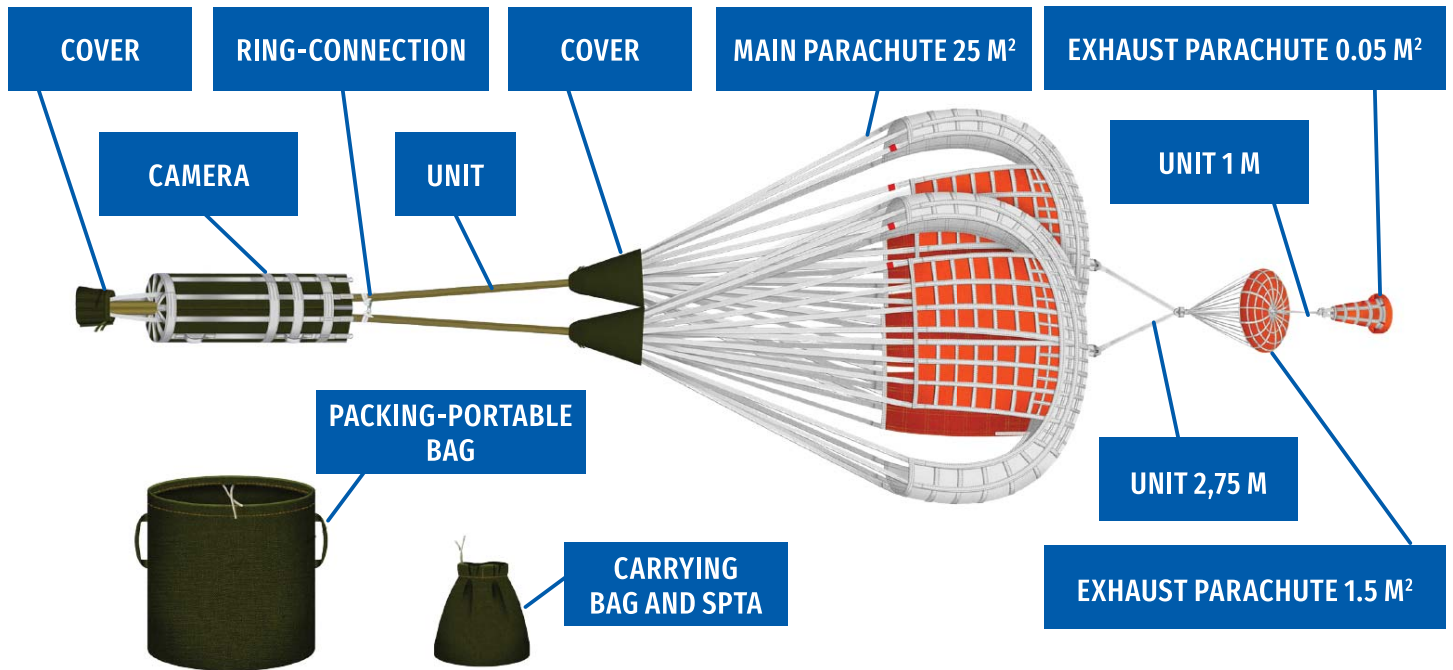 COVER
RING-CONNECTION
COVER
MAIN PARACHUTE 25 M²
EXHAUST PARACHUTE 0.05 M²
CAMERA
UNIT
UNIT 1 M
PACKING-PORTABLE
BAG
UNIT 2,75 M
CARRYING
BAG AND SPTA
EXHAUST PARACHUTE 1.5 M²